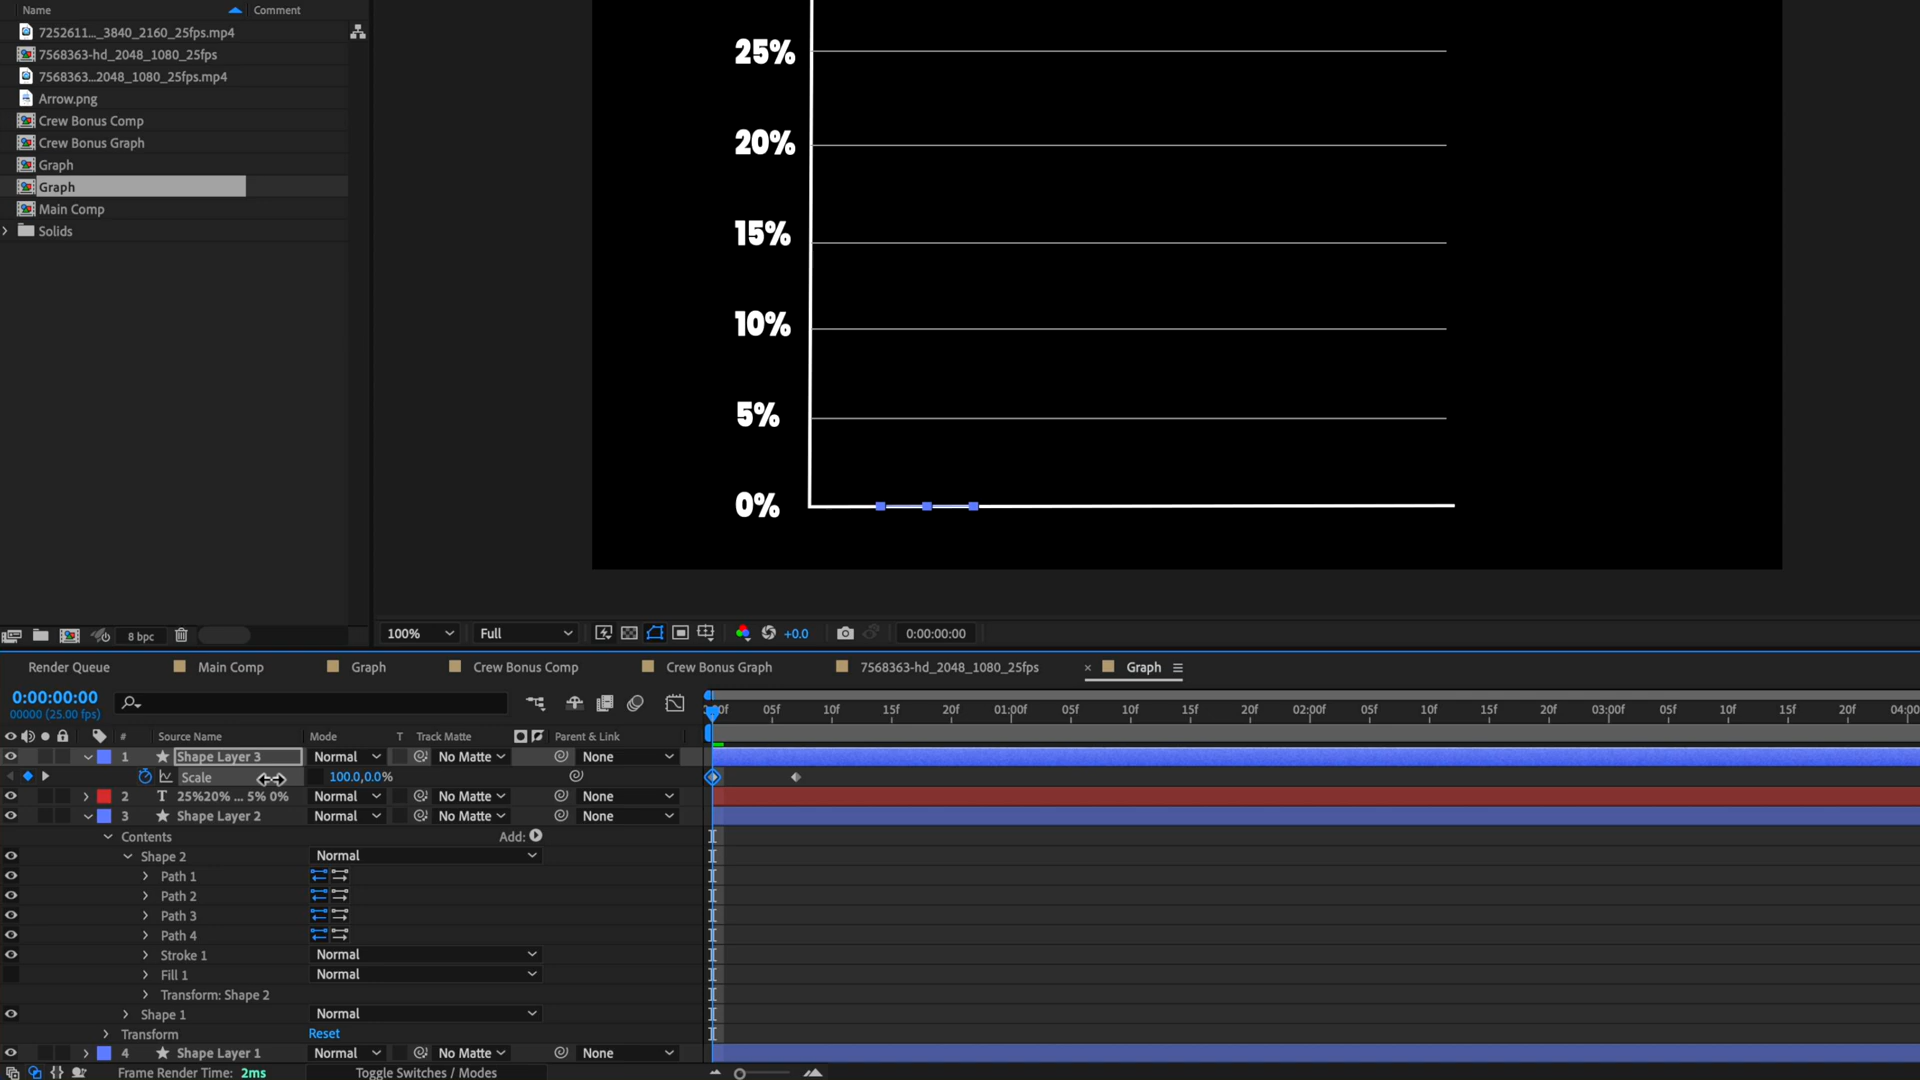 Name Comment
7252611..._3840_2160_25fps.mp4
7568363-hd_2048_1080_25fps
7568363...2048_1080_25fps.mp4
Arrow.png
Crew Bonus Comp
Crew Bonus Graph
Graph
Graph
Main Comp
Solids
25%
20%
15%
10%
5%
0%
8 bpc
100% Full +0.0 0:00:00:00
Render Queue Main Comp Graph Crew Bonus Comp Crew Bonus Graph 7568363-hd_2048_1080_25fps × Graph
0:00:00:00
00000 (25.00 fps)
05f 10f 15f 20f 01:00f 05f 10f 15f 20f 02:00f 05f 10f 15f 20f 03:00f 05f 10f 15f 20f 04:00
# Source Name Mode T Track Matte Parent & Link
1 Shape Layer 3 Normal No Matte None
Scale 100.0,0.0%
2 T 25%20% ... 5% 0% Normal No Matte None
3 Shape Layer 2 Normal No Matte None
Contents Add:
Shape 2 Normal
Path 1
Path 2
Path 3
Path 4
Stroke 1 Normal
Fill 1 Normal
Transform: Shape 2
Shape 1 Normal
Transform Reset
4 Shape Layer 1 Normal No Matte None
Frame Render Time: 2ms Toggle Switches / Modes